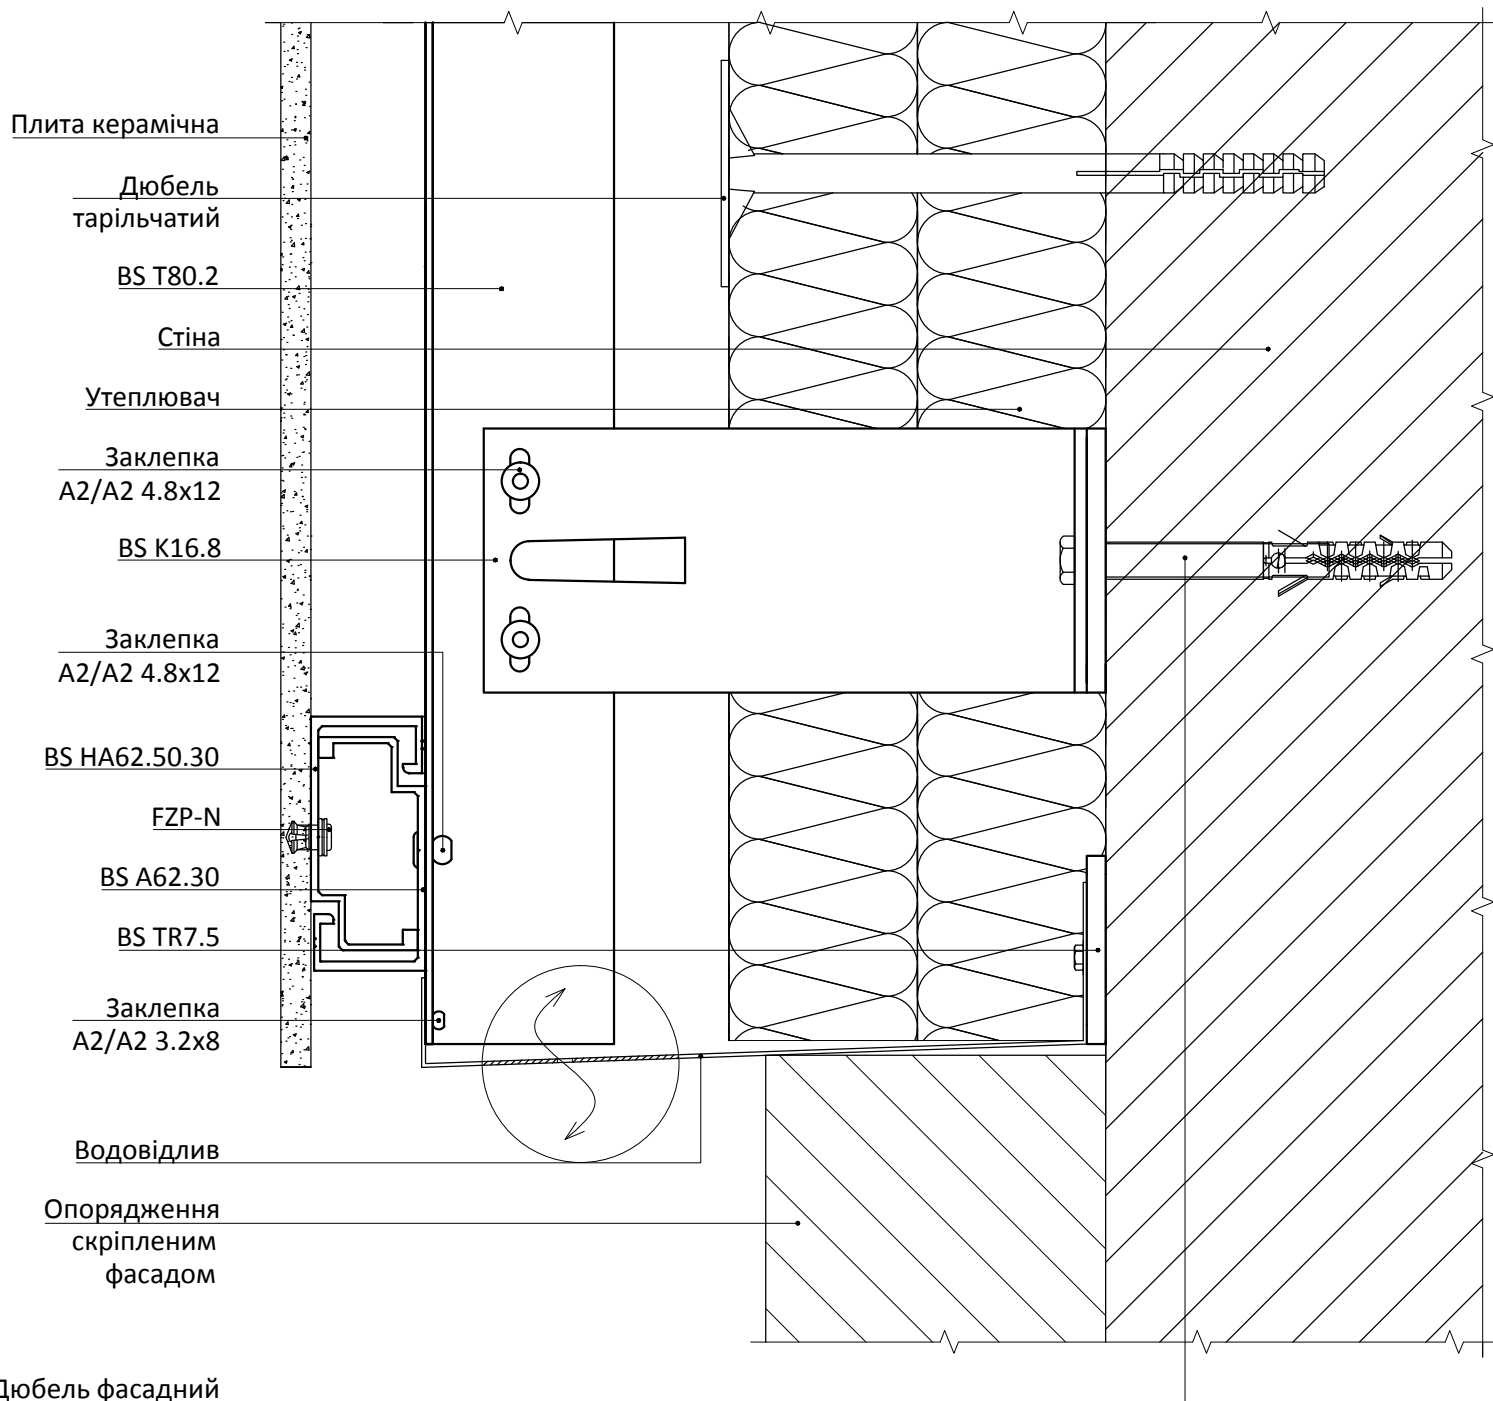 Плита керамічна
Дюбель
тарільчатий
BS T80.2
Стіна
Утеплювач
Заклепка
A2/A2 4.8x12
BS K16.8
Заклепка
A2/A2 4.8x12
BS HA62.50.30
FZP-N
BS A62.30
BS TR7.5
Заклепка
A2/A2 3.2x8
Водовідлив
Опорядження
скріпленим
фасадом
Дюбель фасадний